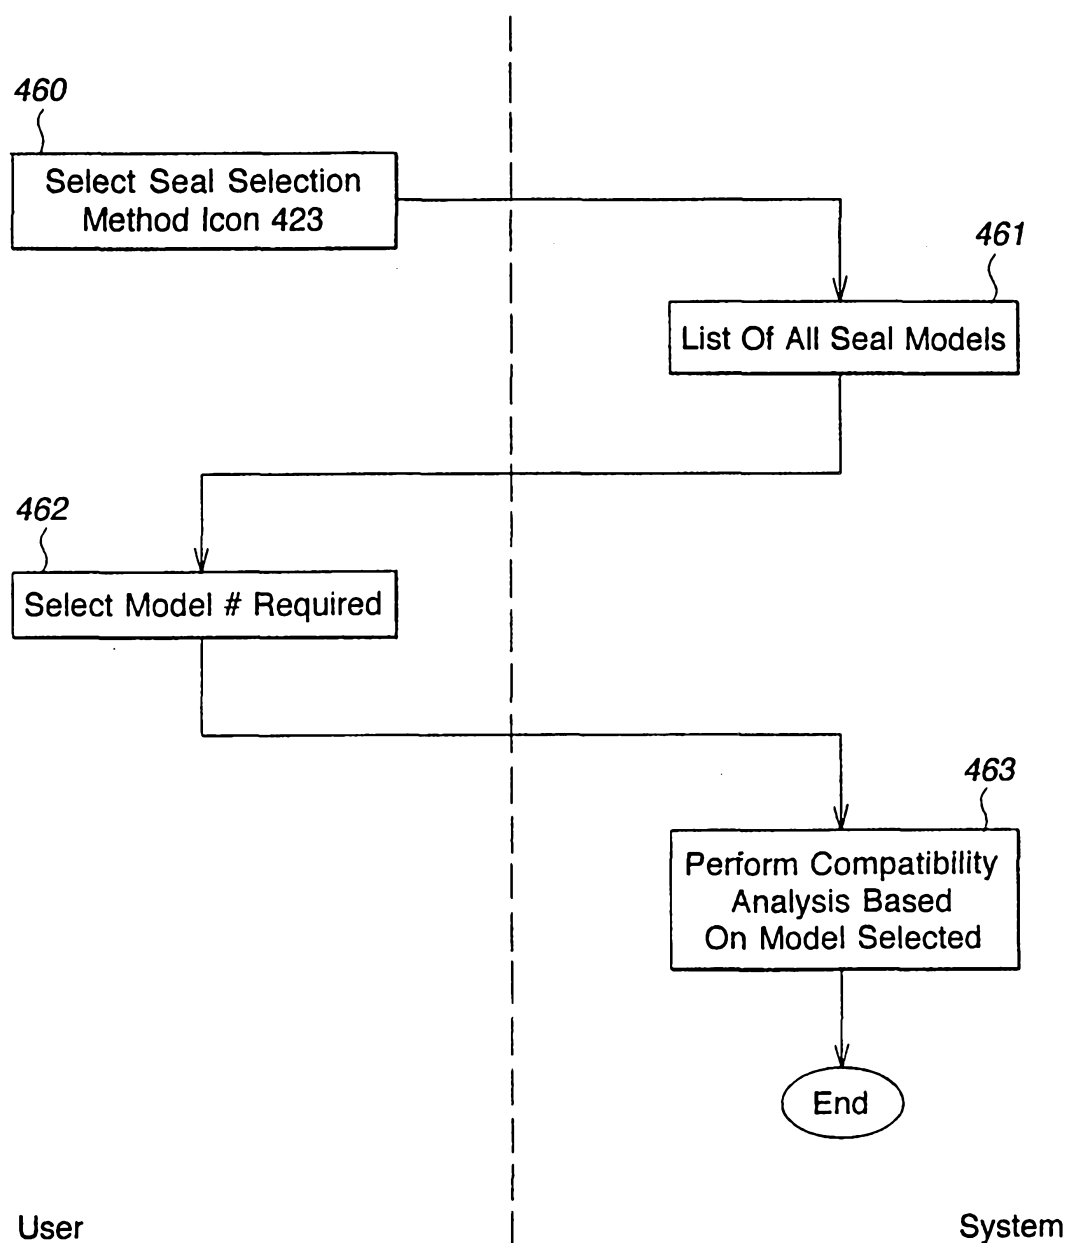 460
Select Seal Selection
Method Icon 423
461
List Of All Seal Models
462
Select Model # Required
463
Perform Compatibility
Analysis Based
On Model Selected
End
User
System